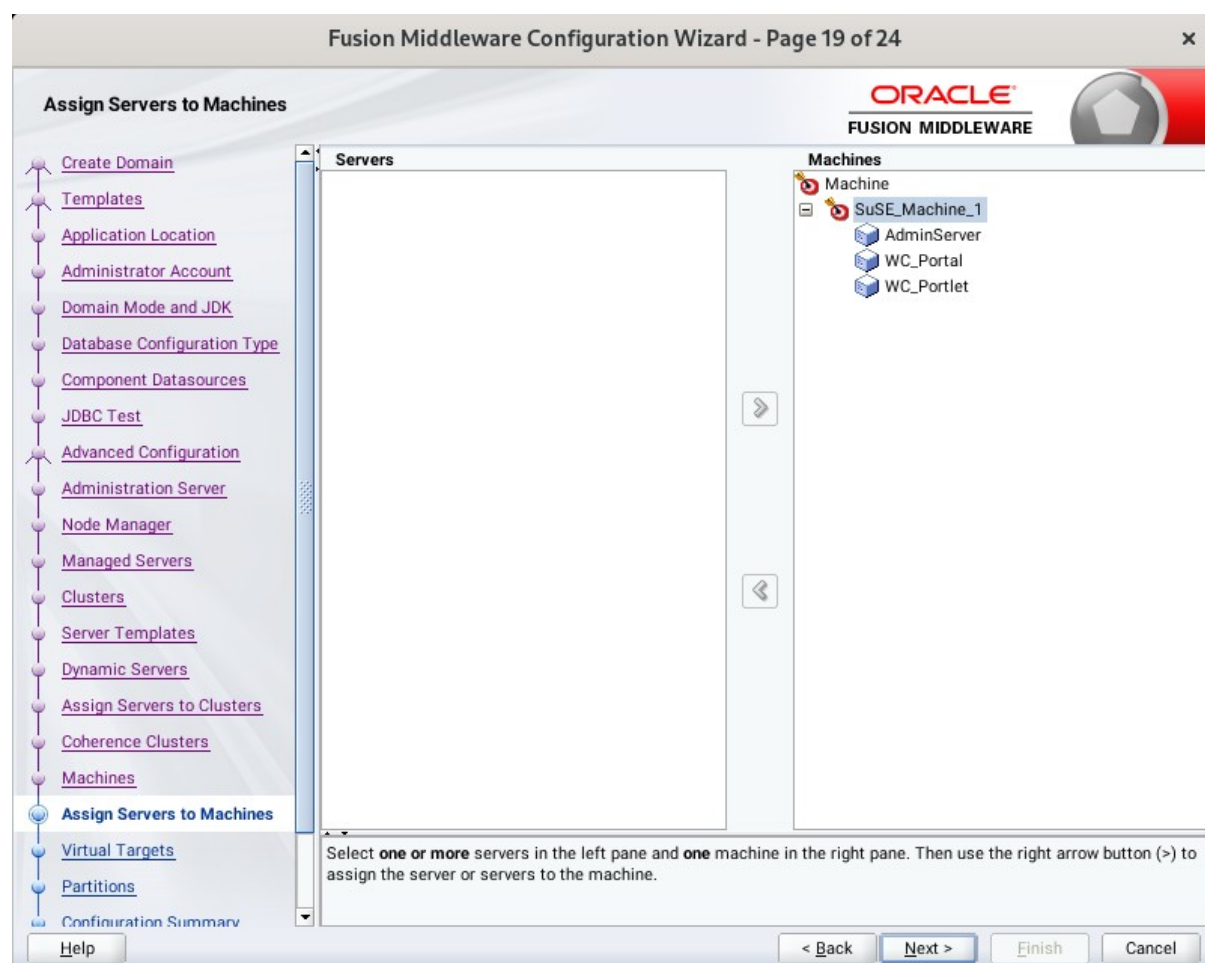 Fusion Middleware Configuration Wizard - Page 19 of 24
Assign Servers to Machines
ORACLE
FUSION MIDDLEWARE
Create Domain
Templates
Application Location
Administrator Account
Domain Mode and JDK
Database Configuration Type
Component Datasources
JDBC Test
Advanced Configuration
Administration Server
Node Manager
Managed Servers
Clusters
Server Templates
Dynamic Servers
Assign Servers to Clusters
Coherence Clusters
Machines
Assign Servers to Machines
Virtual Targets
Partitions
Configuration Summary
Servers
Machines
Machine
SuSE_Machine_1
AdminServer
WC_Portal
WC_Portlet
Select one or more servers in the left pane and one machine in the right pane. Then use the right arrow button (>) to
assign the server or servers to the machine.
Help
< Back
Next >
Finish
Cancel